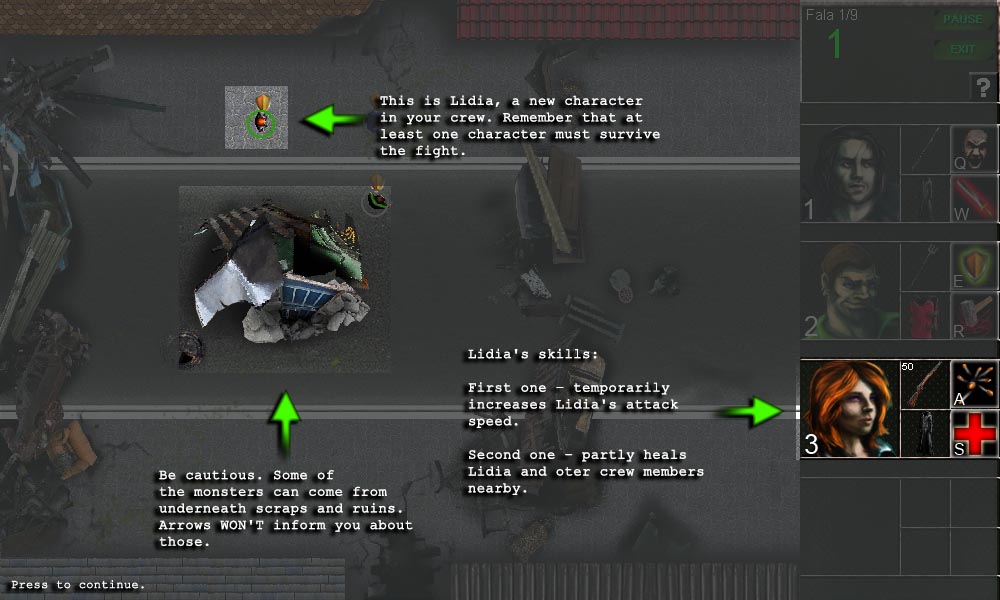 Fala 1/9
PAUSE
1
EXIT
?
This is Lidia, a new character
in your crew. Remember that at
least one character must survive
the fight.
Q
1
W
E
2
R
Lidia's skills:
First one - temporarily
increases Lidia's attack
speed.
Second one - partly heals
Lidia and oter crew members
nearby.
50
A
3
S
Be cautious. Some of
the monsters can come from
underneath scraps and ruins.
Arrows WON'T inform you about
those.
Press to continue.